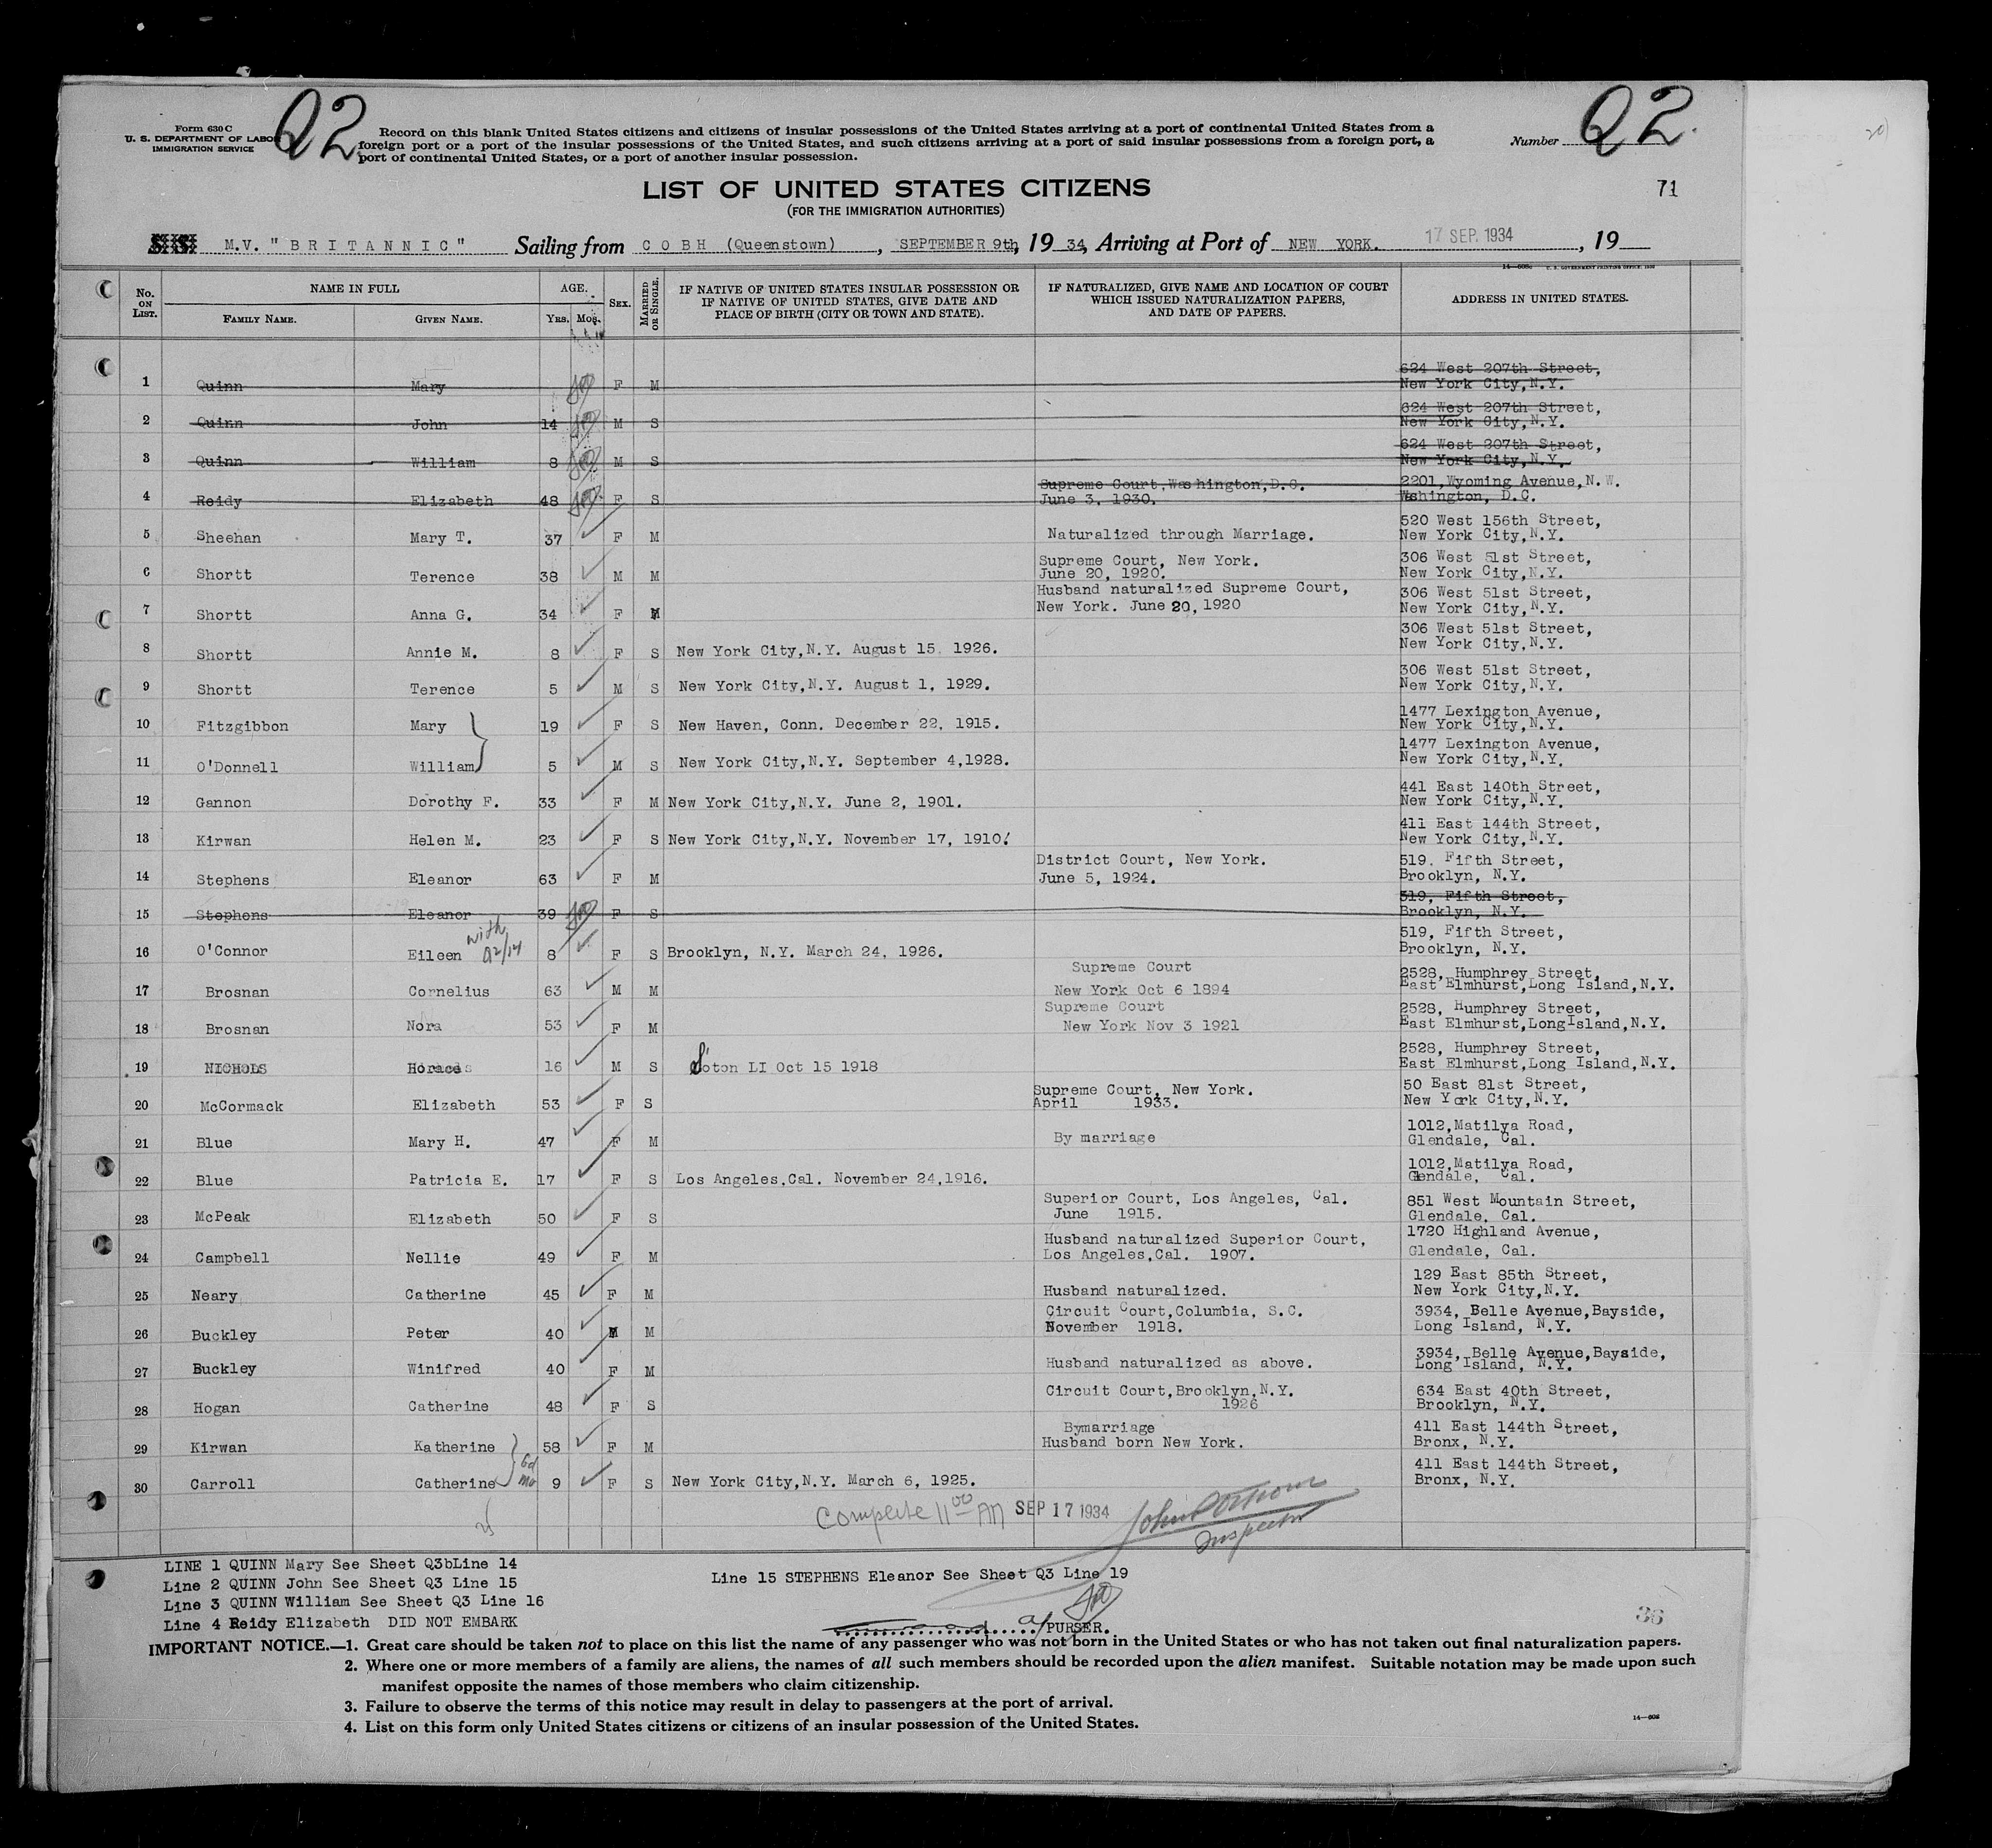 Form 630 C
U. S. DEPARTMENT OF LABOR
IMMIGRATION SERVICE
Q2
Record on this blank United States citizens and citizens of insular possessions of the United States arriving at a port of continental United States from a
foreign port or a port of the insular possessions of the United States, and such citizens arriving at a port of said insular possessions from a foreign port, a
port of continental United States, or a port of another insular possession.
Number Q2.
71
LIST OF UNITED STATES CITIZENS
(FOR THE IMMIGRATION AUTHORITIES)
M.V. "BRITANNIC" Sailing from COBH (Queenstown), SEPTEMBER 9th, 1934, Arriving at Port of NEW YORK. 17 SEP. 1934, 19
No. ON LIST. NAME IN FULL FAMILY NAME. GIVEN NAME. AGE. YRS. MOS. SEX. MARRIED OR SINGLE. IF NATIVE OF UNITED STATES INSULAR POSSESSION OR IF NATIVE OF UNITED STATES, GIVE DATE AND PLACE OF BIRTH (CITY OR TOWN AND STATE). IF NATURALIZED, GIVE NAME AND LOCATION OF COURT WHICH ISSUED NATURALIZATION PAPERS, AND DATE OF PAPERS. ADDRESS IN UNITED STATES.
1 Quinn Mary F M 624 West 207th Street, New York City,N.Y.
2 Quinn John 14 M S 624 West 207th Street, New York City,N.Y.
3 Quinn William 8 M S 624 West 207th Street, New York City,N.Y.
4 Reidy Elizabeth 48 F S Supreme Court,Washington,D.C. June 3, 1930. 2201,Wyoming Avenue,N.W. Washington, D.C.
5 Sheehan Mary T. 37 F M Naturalized through Marriage. 520 West 156th Street, New York City,N.Y.
6 Shortt Terence 38 M M Supreme Court, New York. June 20, 1920. 306 West 51st Street, New York City,N.Y.
7 Shortt Anna G. 34 F M Husband naturalized Supreme Court, New York. June 20, 1920 306 West 51st Street, New York City,N.Y.
8 Shortt Annie M. 8 F S New York City,N.Y. August 15, 1926. 306 West 51st Street, New York City,N.Y.
9 Shortt Terence 5 M S New York City,N.Y. August 1, 1929. 306 West 51st Street, New York City,N.Y.
10 Fitzgibbon Mary 19 F S New Haven, Conn. December 22, 1915. 1477 Lexington Avenue, New York City,N.Y.
11 O'Donnell William 5 M S New York City,N.Y. September 4,1928. 1477 Lexington Avenue, New York City,N.Y.
12 Gannon Dorothy F. 33 F M New York City,N.Y. June 2, 1901. 441 East 140th Street, New York City,N.Y.
13 Kirwan Helen M. 23 F S New York City,N.Y. November 17, 1910. 411 East 144th Street, New York City,N.Y.
14 Stephens Eleanor 63 F M District Court, New York. June 5, 1924. 519. Fifth Street, Brooklyn, N.Y.
15 Stephens Eleanor 39 F S 519, Fifth Street, Brooklyn, N.Y.
16 O'Connor Eileen with Q2/14 8 F S Brooklyn, N.Y. March 24, 1926. 519, Fifth Street, Brooklyn, N.Y.
17 Brosnan Cornelius 63 M M Supreme Court New York Oct 6 1894 2528, Humphrey Street, East Elmhurst,Long Island,N.Y.
18 Brosnan Nora 53 F M Supreme Court New York Nov 3 1921 2528, Humphrey Street, East Elmhurst,LongIsland,N.Y.
19 NICHOLS Horace 16 M S LI Oct 15 1918 2528, Humphrey Street, East Elmhurst,Long Island,N.Y.
20 McCormack Elizabeth 53 F S Supreme Court, New York. April 1933. 50 East 81st Street, New York City,N.Y.
21 Blue Mary H. 47 F M By marriage 1012,Matilya Road, Glendale, Cal.
22 Blue Patricia E. 17 F S Los Angeles,Cal. November 24,1916. 1012,Matilya Road, Glendale, Cal.
23 McPeak Elizabeth 50 F S Superior Court, Los Angeles, Cal. June 1915. 851 West Mountain Street, Glendale, Cal.
24 Campbell Nellie 49 F M Husband naturalized Superior Court, Los Angeles,Cal. 1907. 1720 Highland Avenue, Glendale, Cal.
25 Neary Catherine 45 F M Husband naturalized. 129 East 85th Street, New York City,N.Y.
26 Buckley Peter 40 M M Circuit Court,Columbia, S.C. November 1918. 3934, Belle Avenue,Bayside, Long Island, N.Y.
27 Buckley Winifred 40 F M Husband naturalized as above. 3934, Belle Avenue,Bayside, Long Island, N.Y.
28 Hogan Catherine 48 F S Circuit Court,Brooklyn,N.Y. 1926 634 East 40th Street, Brooklyn, N.Y.
29 Kirwan Katherine 58 F M Bymarriage Husband born New York. 411 East 144th Street, Bronx, N.Y.
30 Carroll Catherine Gd Mo 9 F S New York City,N.Y. March 6, 1925. 411 East 144th Street, Bronx, N.Y.
Complete 11 00 AM SEP 17 1934
Inspector
LINE 1 QUINN Mary See Sheet Q3bLine 14
Line 2 QUINN John See Sheet Q3 Line 15
Line 3 QUINN William See Sheet Q3 Line 16
Line 4 Reidy Elizabeth DID NOT EMBARK
Line 15 STEPHENS Eleanor See Sheet Q3 Line 19
PURSER.
36
IMPORTANT NOTICE.—1. Great care should be taken not to place on this list the name of any passenger who was not born in the United States or who has not taken out final naturalization papers.
2. Where one or more members of a family are aliens, the names of all such members should be recorded upon the alien manifest. Suitable notation may be made upon such
manifest opposite the names of those members who claim citizenship.
3. Failure to observe the terms of this notice may result in delay to passengers at the port of arrival.
4. List on this form only United States citizens or citizens of an insular possession of the United States.
14—608